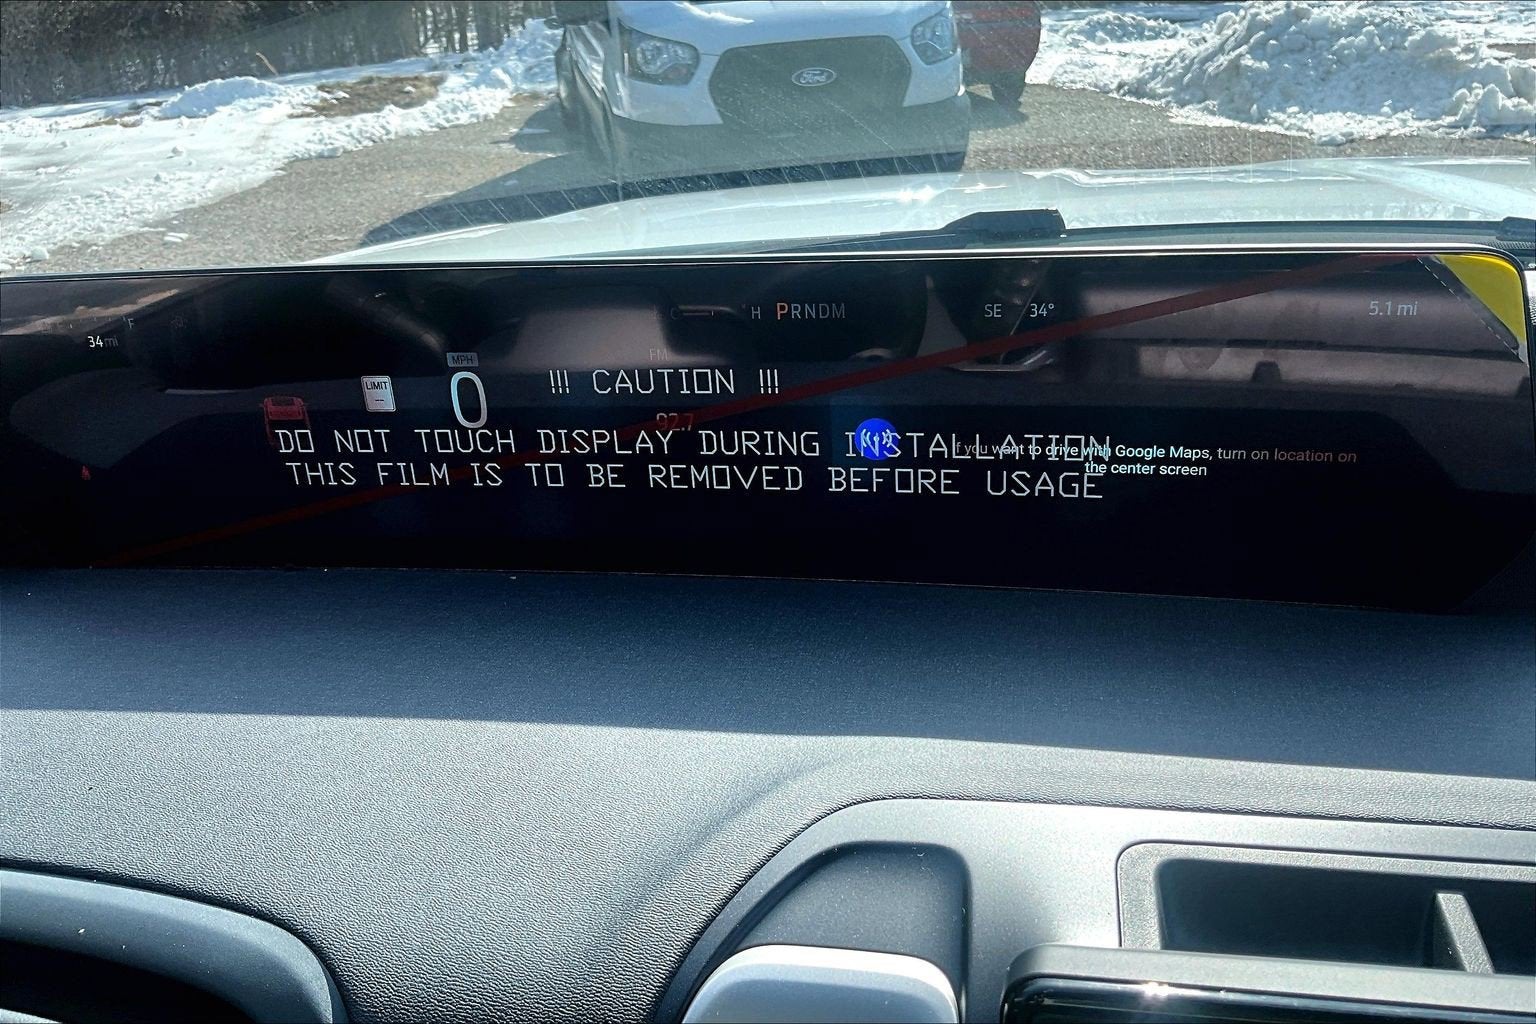 Ford
H PRNDM
SE 34°
5.1 mi
°F
34mi
MPH
FM
LIMIT
--
0
!!! CAUTION !!!
92.7
DO NOT TOUCH DISPLAY DURING INSTALLATION
If you want to drive with Google Maps, turn on location on
the center screen
THIS FILM IS TO BE REMOVED BEFORE USAGE